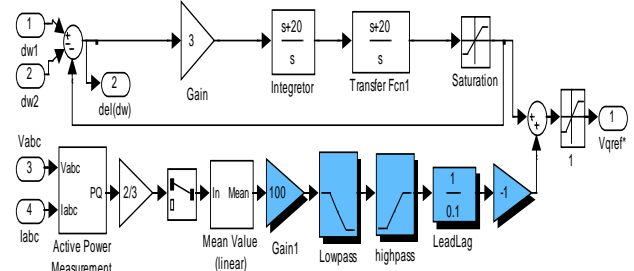 1
dw1
2
dw2
+
-
-
2
del(dw)
3
Gain
s+20
s
Integretor
s+20
s
Transfer Fcn1
Saturation
+
+
1
1
Vqref*
Vabc
3
4
Iabc
Vabc
Iabc
PQ
Active Power
Measurement
2/3
In Mean
Mean Value
(linear)
100
Gain1
Lowpass
highpass
1
0.1
LeadLag
-1